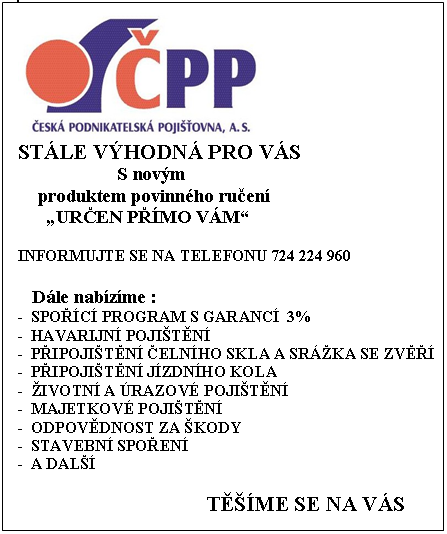 ČPP
ČESKÁ PODNIKATELSKÁ POJIŠŤOVNA, A. S.
STÁLE VÝHODNÁ PRO VÁS
S novým
produktem povinného ručení
„URČEN PŘÍMO VÁM“
INFORMUJTE SE NA TELEFONU 724 224 960
Dále nabízíme :
- SPOŘÍCÍ PROGRAM S GARANCÍ 3%
- HAVARIJNÍ POJIŠTĚNÍ
- PŘIPOJIŠTĚNÍ ČELNÍHO SKLA A SRÁŽKA SE ZVĚŘÍ
- PŘIPOJIŠTĚNÍ JÍZDNÍHO KOLA
- ŽIVOTNÍ A ÚRAZOVÉ POJIŠTĚNÍ
- MAJETKOVÉ POJIŠTĚNÍ
- ODPOVĚDNOST ZA ŠKODY
- STAVEBNÍ SPOŘENÍ
- A DALŠÍ
TĚŠÍME SE NA VÁS